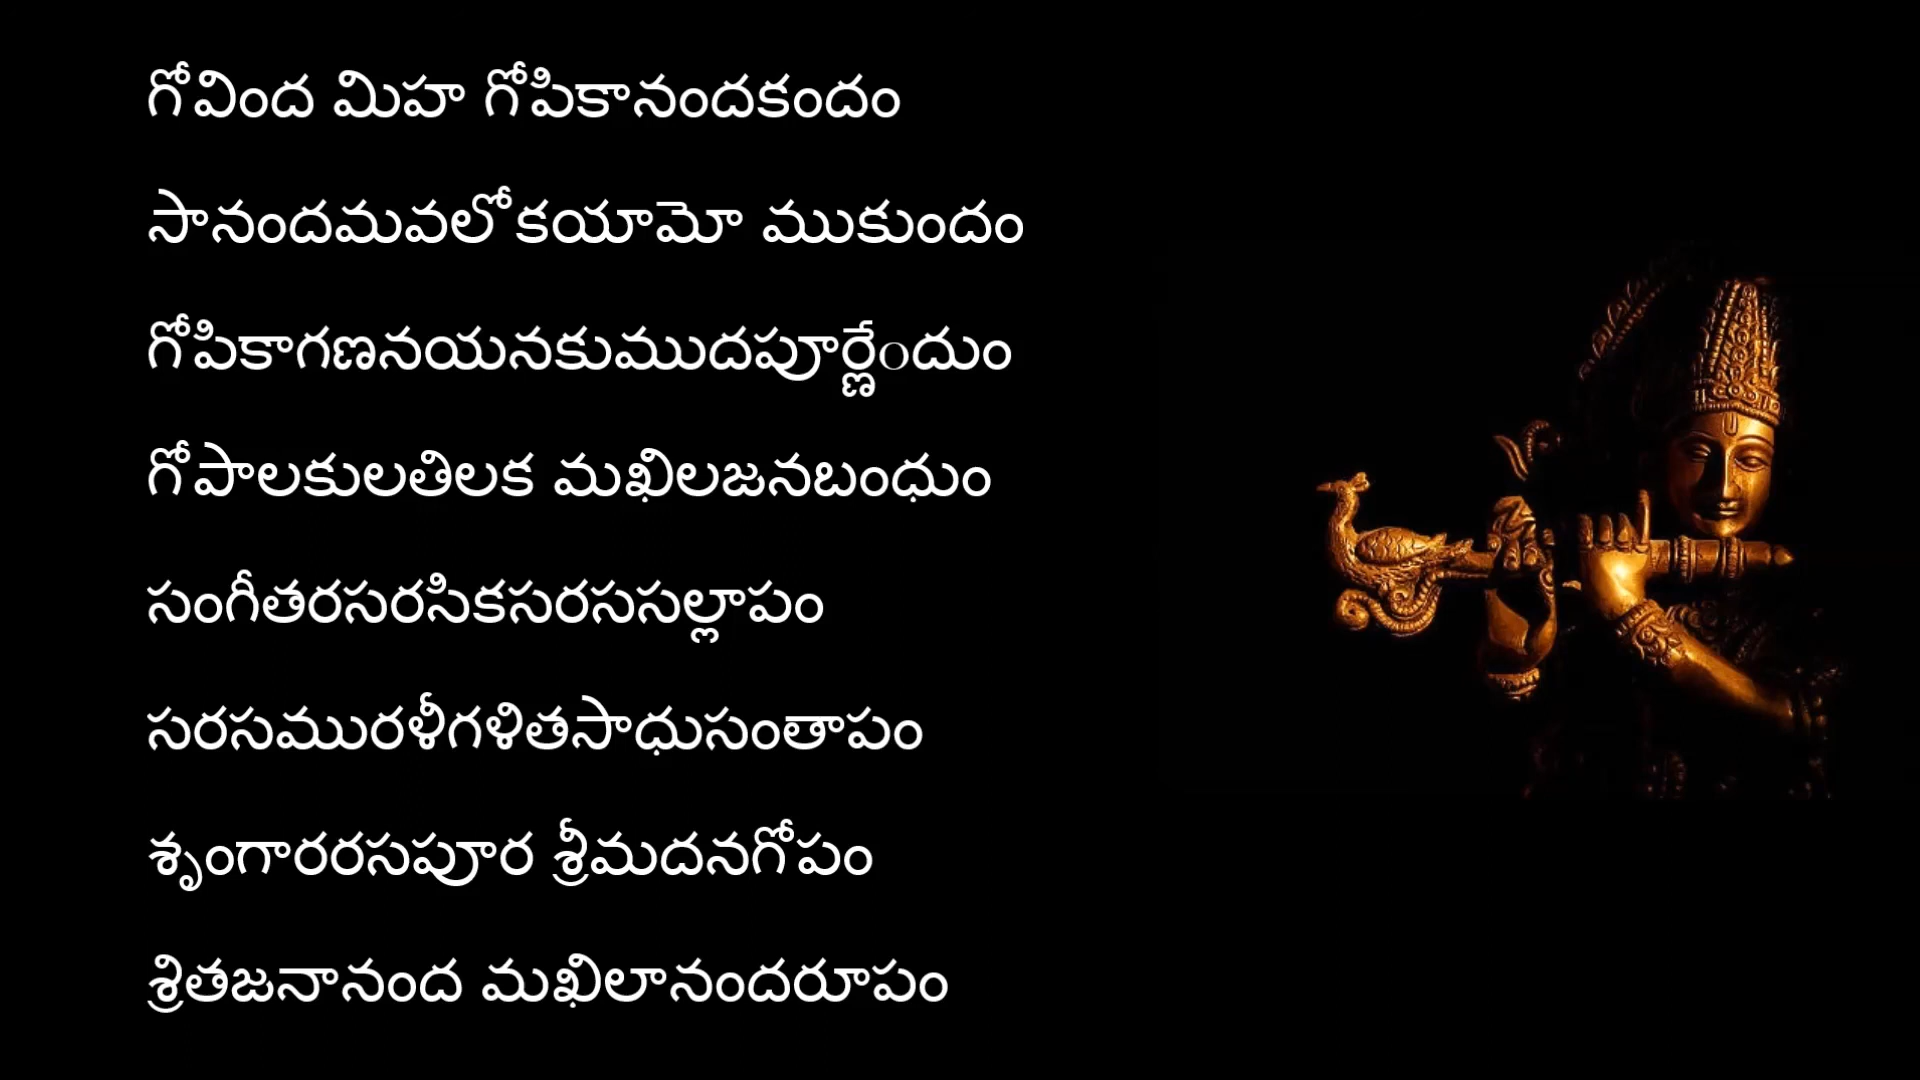 గోవింద మిహ గోపికానందకందం
సానందమవలోకయామో ముకుందం
గోపికాగణనయనకుముదపూర్ణేందుం
గోపాలకులతిలక మఖిలజనబంధుం
సంగీతరసరసికసరససల్లాపం
సరసమురళీగళితసాధుసంతాపం
శృంగారరసపూర శ్రీమదనగోపం
శ్రితజనానంద మఖిలానందరూపం